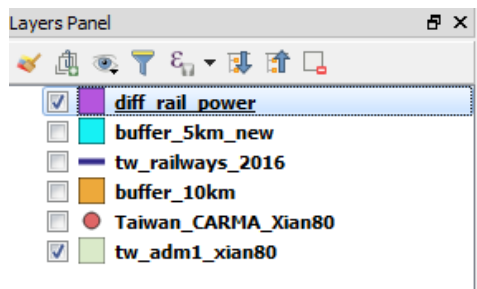 Layers Panel
diff_rail_power
buffer_5km_new
tw_railways_2016
buffer_10km
Taiwan_CARMA_Xian80
tw_adm1_xian80